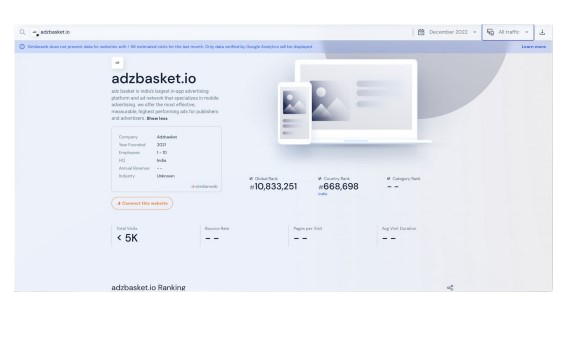 adzbasket.io
December 2022
All traffic
Similarweb does not present data for websites with < 5K estimated visits for the last month. Only data verified by Google Analytics will be displayed
Learn more
adzbasket.io
adz basket is India's largest in-app advertising
platform and ad network that specializes in mobile
advertising. we offer the most effective,
measurable, highest performing ads for publishers
and advertisers. Show less
Company Adzbasket
Year Founded 2021
Employees 1 - 10
HQ India
Annual Revenue - -
Industry Unknown
similarweb
Connect this website
Global Rank
#10,833,251
Country Rank
#668,698
India
Category Rank
- -
Total Visits
< 5K
Bounce Rate
- -
Pages per Visit
- -
Avg Visit Duration
- -
adzbasket.io Ranking